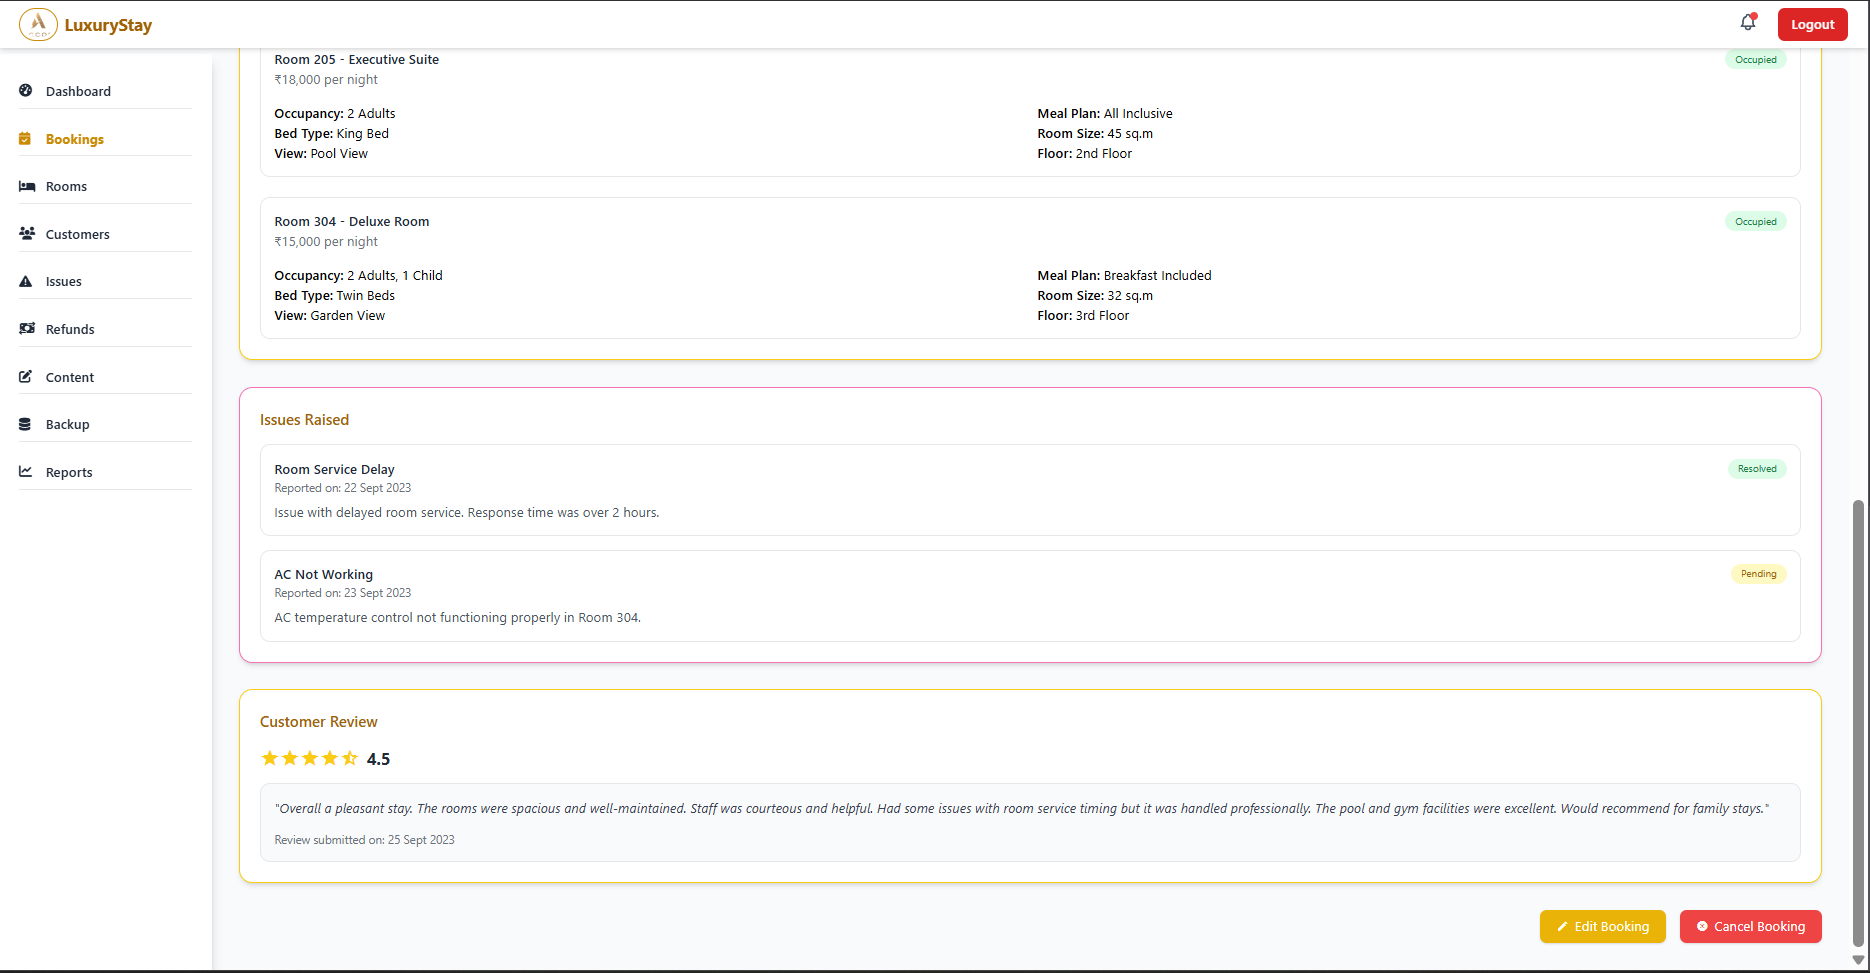 LuxuryStay
Logout
Dashboard
Bookings
Rooms
Customers
Issues
Refunds
Content
Backup
Reports
Room 205 - Executive Suite
Occupied
₹18,000 per night
Occupancy: 2 Adults
Meal Plan: All Inclusive
Bed Type: King Bed
Room Size: 45 sq.m
View: Pool View
Floor: 2nd Floor
Room 304 - Deluxe Room
Occupied
₹15,000 per night
Occupancy: 2 Adults, 1 Child
Meal Plan: Breakfast Included
Bed Type: Twin Beds
Room Size: 32 sq.m
View: Garden View
Floor: 3rd Floor
Issues Raised
Room Service Delay
Resolved
Reported on: 22 Sept 2023
Issue with delayed room service. Response time was over 2 hours.
AC Not Working
Pending
Reported on: 23 Sept 2023
AC temperature control not functioning properly in Room 304.
Customer Review
4.5
"Overall a pleasant stay. The rooms were spacious and well-maintained. Staff was courteous and helpful. Had some issues with room service timing but it was handled professionally. The pool and gym facilities were excellent. Would recommend for family stays."
Review submitted on: 25 Sept 2023
Edit Booking
Cancel Booking